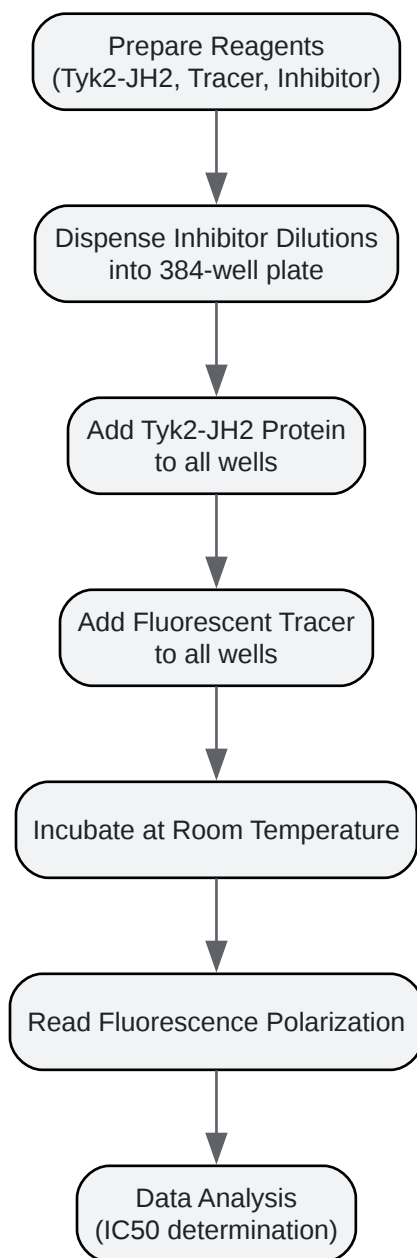 Prepare Reagents
(Tyk2-JH2, Tracer, Inhibitor)
Dispense Inhibitor Dilutions
into 384-well plate
Add Tyk2-JH2 Protein
to all wells
Add Fluorescent Tracer
to all wells
Incubate at Room Temperature
Read Fluorescence Polarization
Data Analysis
(IC50 determination)